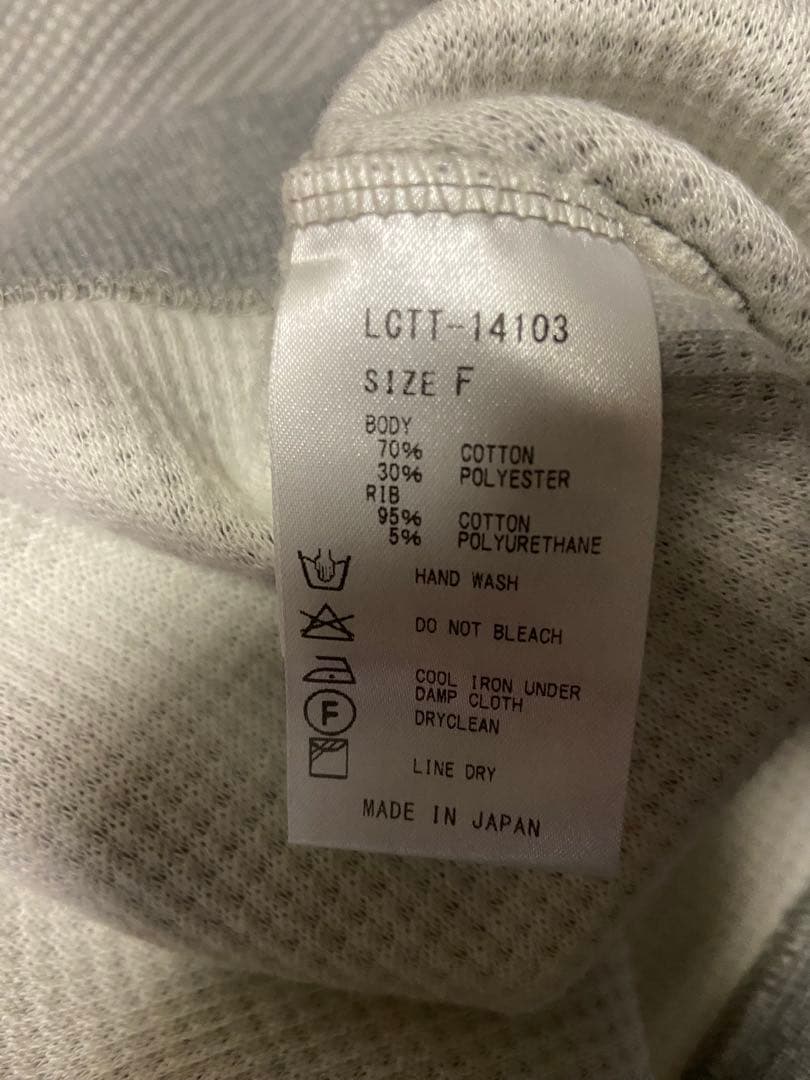 LCTT-14103
SIZE F
BODY
70% COTTON
30% POLYESTER
RIB
95% COTTON
5% POLYURETHANE
HAND WASH
DO NOT BLEACH
COOL IRON UNDER
DAMP CLOTH
F DRYCLEAN
LINE DRY
MADE IN JAPAN